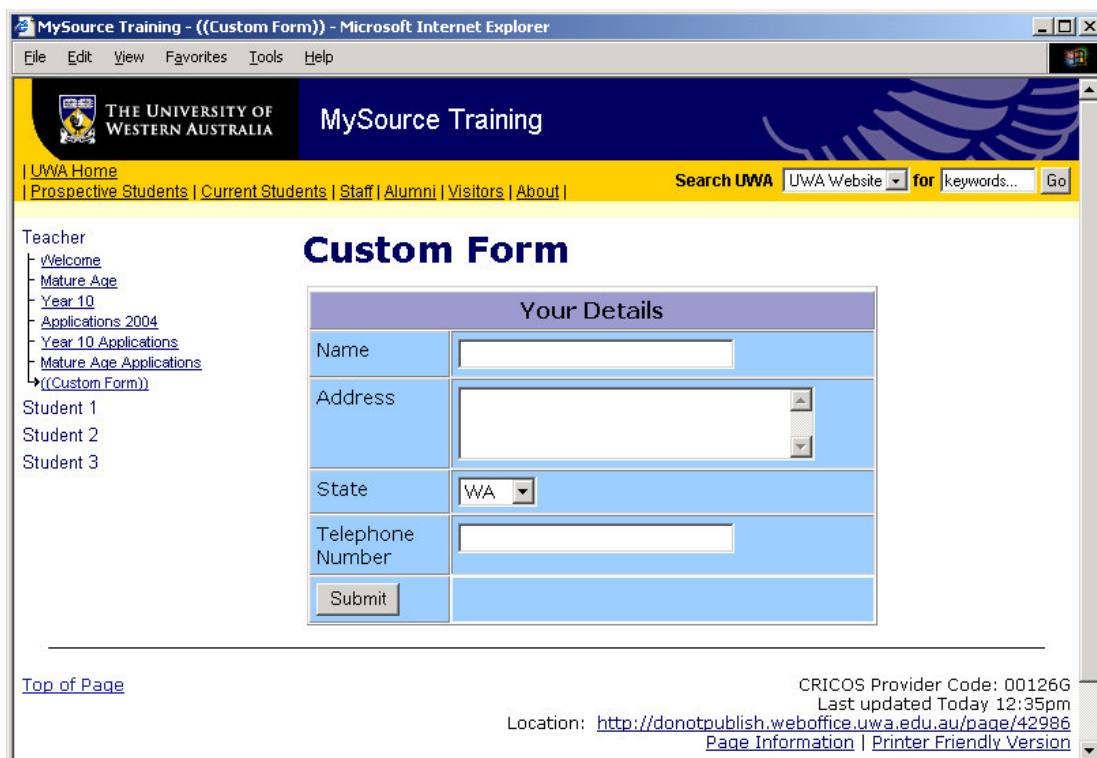 MySource Training - ((Custom Form)) - Microsoft Internet Explorer
File Edit View Favorites Tools Help
THE UNIVERSITY OF
WESTERN AUSTRALIA
MySource Training
| UWA Home
| Prospective Students | Current Students | Staff | Alumni | Visitors | About |
Search UWA UWA Website for keywords... Go
Teacher
Welcome
Mature Age
Year 10
Applications 2004
Year 10 Applications
Mature Age Applications
((Custom Form))
Student 1
Student 2
Student 3
Custom Form
Your Details
Name
Address
State WA
Telephone
Number
Submit
Top of Page
CRICOS Provider Code: 00126G
Last updated Today 12:35pm
Location: http://donotpublish.weboffice.uwa.edu.au/page/42986
Page Information | Printer Friendly Version